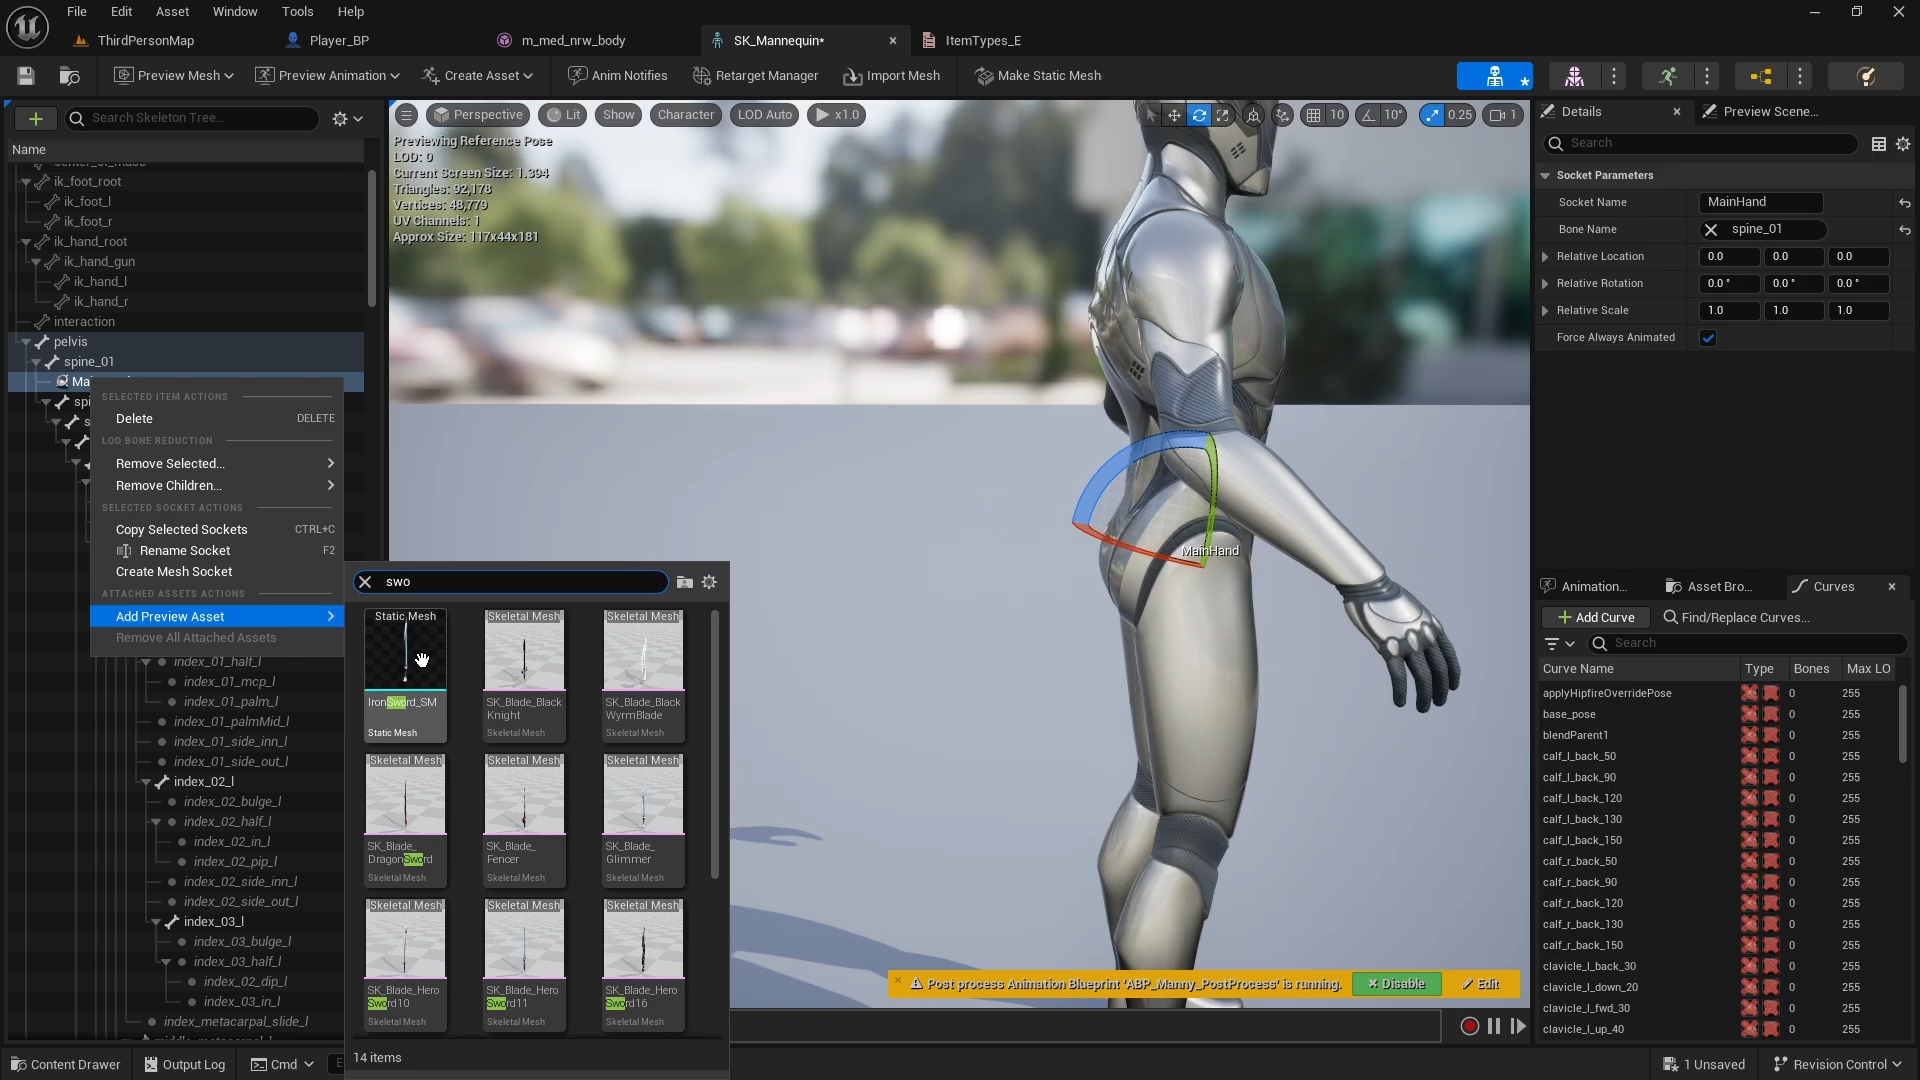 File Edit Asset Window Tools Help
ThirdPersonMap Player_BP m_med_nrw_body SK_Mannequin* ItemTypes_E
Preview Mesh Preview Animation Create Asset Anim Notifies Retarget Manager Import Mesh Make Static Mesh
Search Skeleton Tree...
Name
ik_foot_root
ik_foot_l
ik_foot_r
ik_hand_root
ik_hand_gun
ik_hand_l
ik_hand_r
interaction
pelvis
spine_01
SELECTED ITEM ACTIONS
Delete DELETE
LOD BONE REDUCTION
Remove Selected...
Remove Children...
SELECTED SOCKET ACTIONS
Copy Selected Sockets CTRL+C
Rename Socket F2
Create Mesh Socket
ATTACHED ASSETS ACTIONS
Add Preview Asset
Remove All Attached Assets
index_01_half_l
index_01_mcp_l
index_01_palm_l
index_01_palmMid_l
index_01_side_inn_l
index_01_side_out_l
index_02_l
index_02_bulge_l
index_02_half_l
index_02_in_l
index_02_pip_l
index_02_side_inn_l
index_02_side_out_l
index_03_l
index_03_bulge_l
index_03_half_l
index_02_dip_l
index_03_in_l
index_metacarpal_slide_l
swo
Static Mesh Skeletal Mesh Skeletal Mesh
IronSword_SM SK_Blade_Black SK_Blade_Black
Knight WyrmBlade
Static Mesh Skeletal Mesh Skeletal Mesh
Skeletal Mesh Skeletal Mesh Skeletal Mesh
SK_Blade_ SK_Blade_ SK_Blade_
DragonSword Fencer Glimmer
Skeletal Mesh Skeletal Mesh Skeletal Mesh
Skeletal Mesh Skeletal Mesh Skeletal Mesh
SK_Blade_Hero SK_Blade_Hero SK_Blade_Hero
Sword10 Sword11 Sword16
Skeletal Mesh Skeletal Mesh Skeletal Mesh
14 items
Perspective Lit Show Character LOD Auto x1.0 10 10° 0.25 1
Previewing Reference Pose
LOD: 0
Current Screen Size: 1.394
Triangles: 92,178
Vertices: 48,779
UV Channels: 1
Approx Size: 117x44x181
MainHand
Post process Animation Blueprint 'ABP_Manny_PostProcess' is running. Disable Edit
Details Preview Scene...
Search
Socket Parameters
Socket Name MainHand
Bone Name spine_01
Relative Location 0.0 0.0 0.0
Relative Rotation 0.0 ° 0.0 ° 0.0 °
Relative Scale 1.0 1.0 1.0
Force Always Animated
Animation... Asset Bro... Curves
Add Curve Find/Replace Curves...
Search
Curve Name Type Bones Max LO
applyHipfireOverridePose 0 255
base_pose 0 255
blendParent1 0 255
calf_l_back_50 0 255
calf_l_back_90 0 255
calf_l_back_120 0 255
calf_l_back_130 0 255
calf_l_back_150 0 255
calf_r_back_50 0 255
calf_r_back_90 0 255
calf_r_back_120 0 255
calf_r_back_130 0 255
calf_r_back_150 0 255
clavicle_l_back_30 0 255
clavicle_l_down_20 0 255
clavicle_l_fwd_30 0 255
clavicle_l_up_40 0 255
Content Drawer Output Log Cmd 1 Unsaved Revision Control